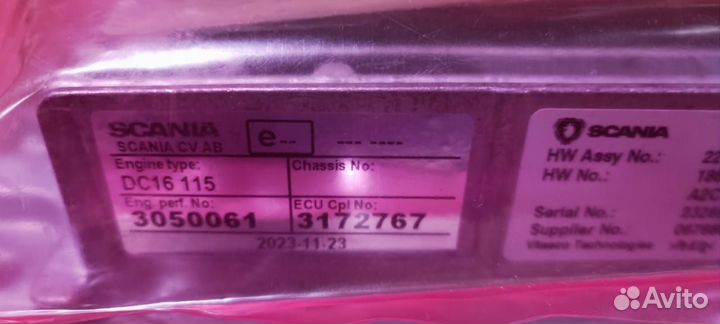 SCANIA
SCANIA CV AB
e-- --- ----
Engine type:
Chassis No:
DC16 115
Eng. perf. No:
ECU Cpl No:
3050061
3172767
2023-11-23
SCANIA
HW Assy No.:
HW No.:
Serial No.:
Supplier No.:
Vitesco Technologies
Avito